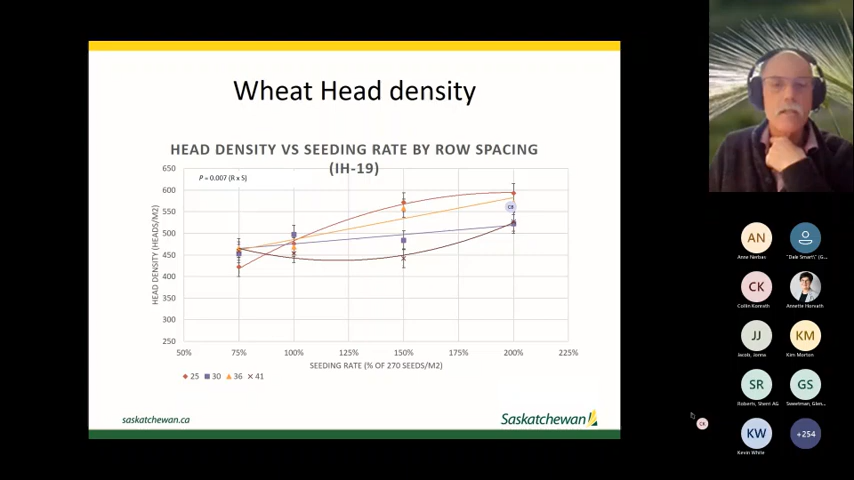 Wheat Head density
HEAD DENSITY VS SEEDING RATE BY ROW SPACING
(IH-19)
P = 0.007 (R x S)
HEAD DENSITY (HEADS/M2)
650
600
550
500
450
400
350
300
250
50% 75% 100% 125% 150% 175% 200% 225%
SEEDING RATE (% OF 270 SEEDS/M2)
25 30 36 41
CB
saskatchewan.ca
Saskatchewan
CK
AN
Anne Nerbas
"Dale Smart\" (G...
CK
Annette Horvath
JJ
Jacob, Jonna
KM
Kim Morton
SR
Roberts, Sherri AG
GS
Sweetman, Glen...
KW
Kevin White
+254